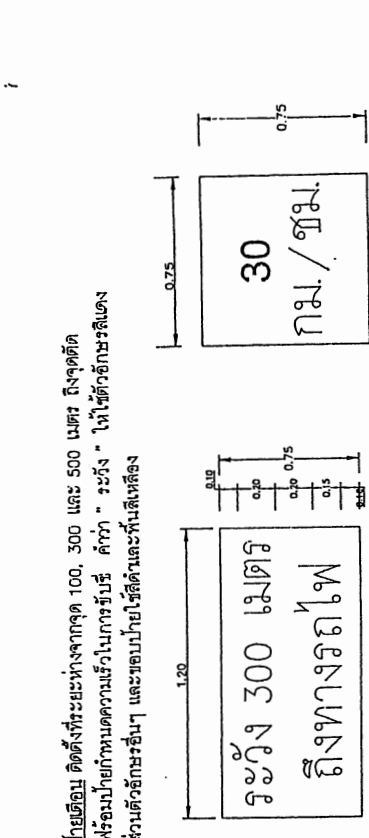 ป้ายเตือน ติดตั้งที่ระยะห่างจากจุด 100, 300 และ 500 เมตร ถึงจุดตัด
พร้อมป้ายกำหนดความเร็วในการขับขี่ คำว่า " ระวัง " ให้ใช้ตัวอักษรสีแดง
ส่วนตัวอักษรอื่นๆ และขอบป้ายใช้สีดำและพื้นสีเหลือง
1.20
ระวัง 300 เมตร
ถึงทางรถไฟ
0.10
0.20
0.20
0.15
0.10
0.75
0.75
30
กม./ชม.
0.75